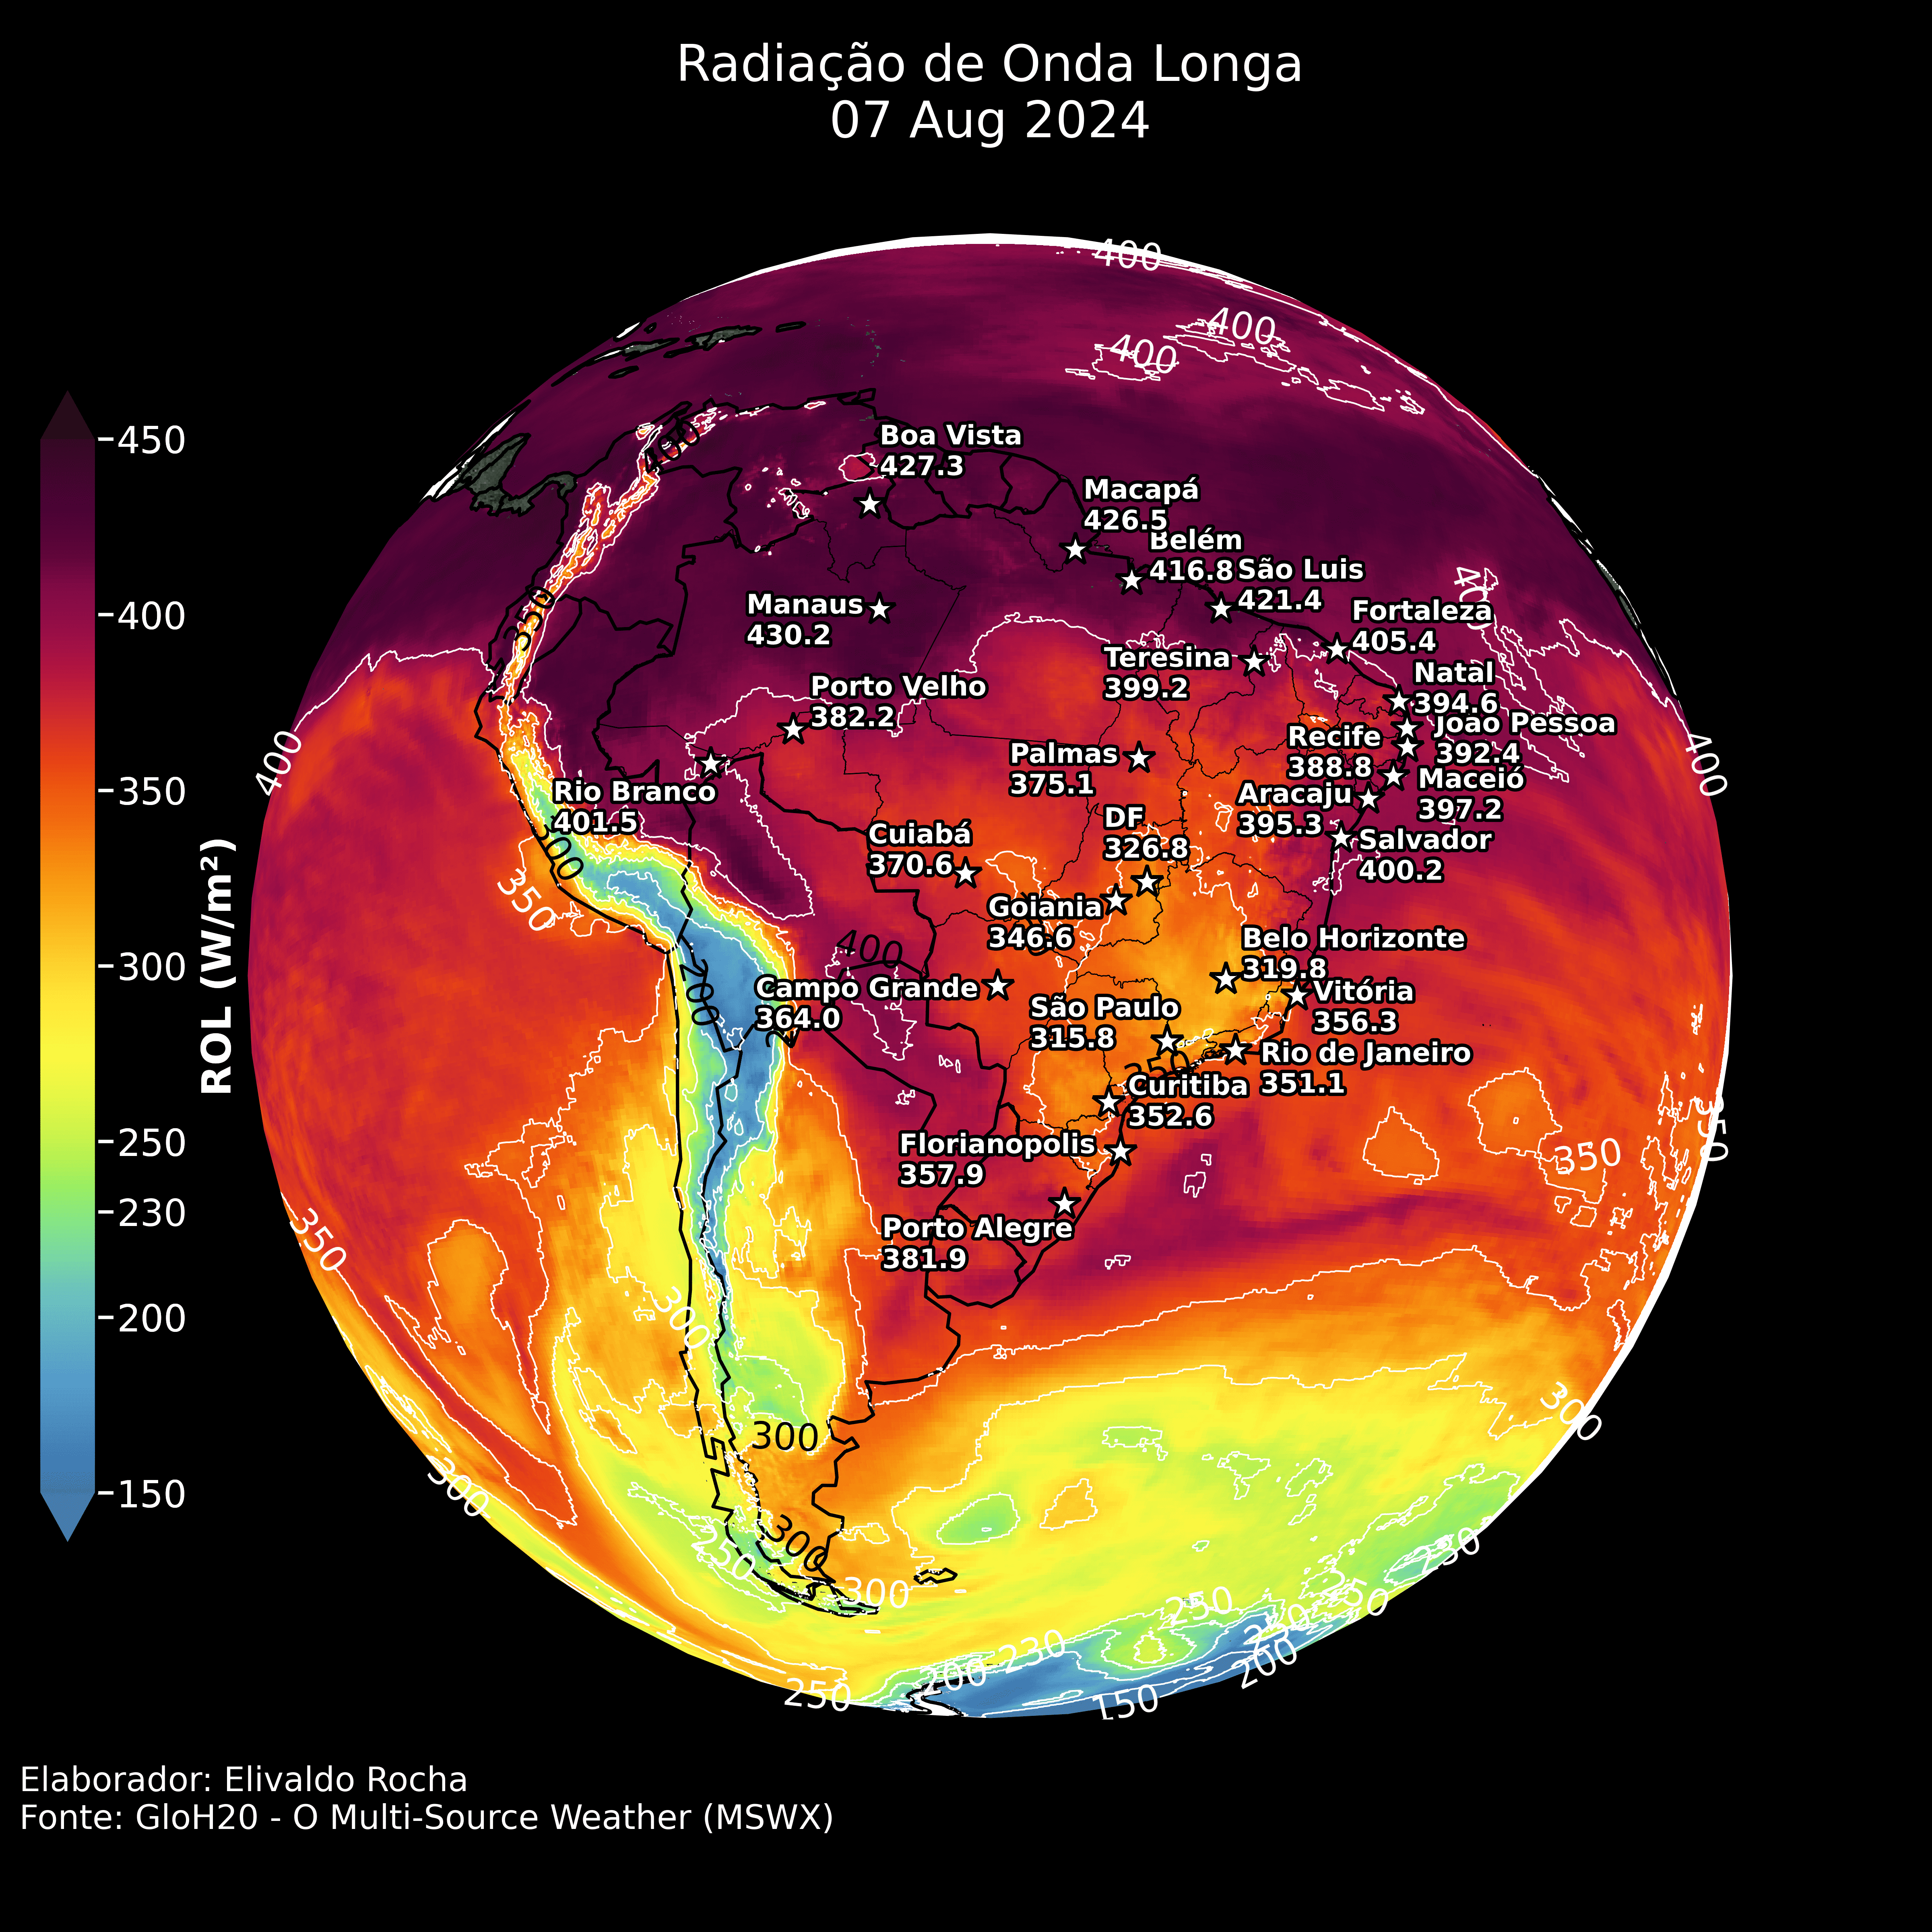 Radiação de Onda Longa
07 Aug 2024
450
400
350
300
250
230
200
150
ROL (W/m²)
400
400
400
Boa Vista
427.3
400
Macapá
426.5
Belém
416.8
São Luis
421.4
Manaus
430.2
Fortaleza
405.4
400
350
Teresina
399.2
Natal
394.6
Porto Velho
382.2
João Pessoa
392.4
Recife
388.8
Palmas
375.1
400
400
Maceió
397.2
Rio Branco
401.5
Aracaju
395.3
DF
326.8
Cuiabá
370.6
Salvador
400.2
300
350
Goiania
346.6
Belo Horizonte
319.8
400
200
Campo Grande
364.0
Vitória
356.3
São Paulo
315.8
Rio de Janeiro
351.1
350
Curitiba
352.6
350
350
Florianopolis
357.9
350
Porto Alegre
381.9
300
300
300
300
300
250
300
230
250
250
250
230
200
200
250
150
Elaborador: Elivaldo Rocha
Fonte: GloH20 - O Multi-Source Weather (MSWX)